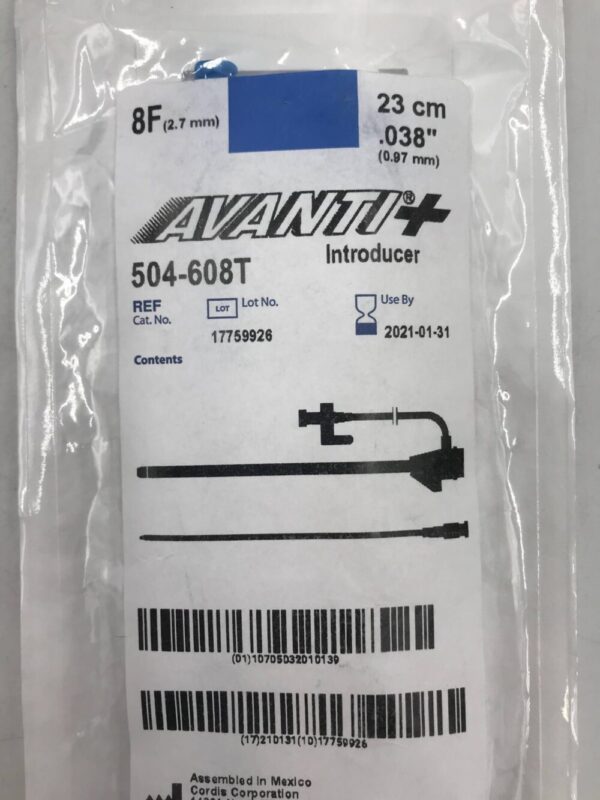 8F (2.7 mm)
23 cm
.038"
(0.97 mm)
AVANTI®+
Introducer
504-608T
REF
Cat. No.
LOT Lot No.
17759926
Use By
2021-01-31
Contents
(01)10705032010139
(17)210131(10)17759926
Assembled in Mexico
Cordis Corporation